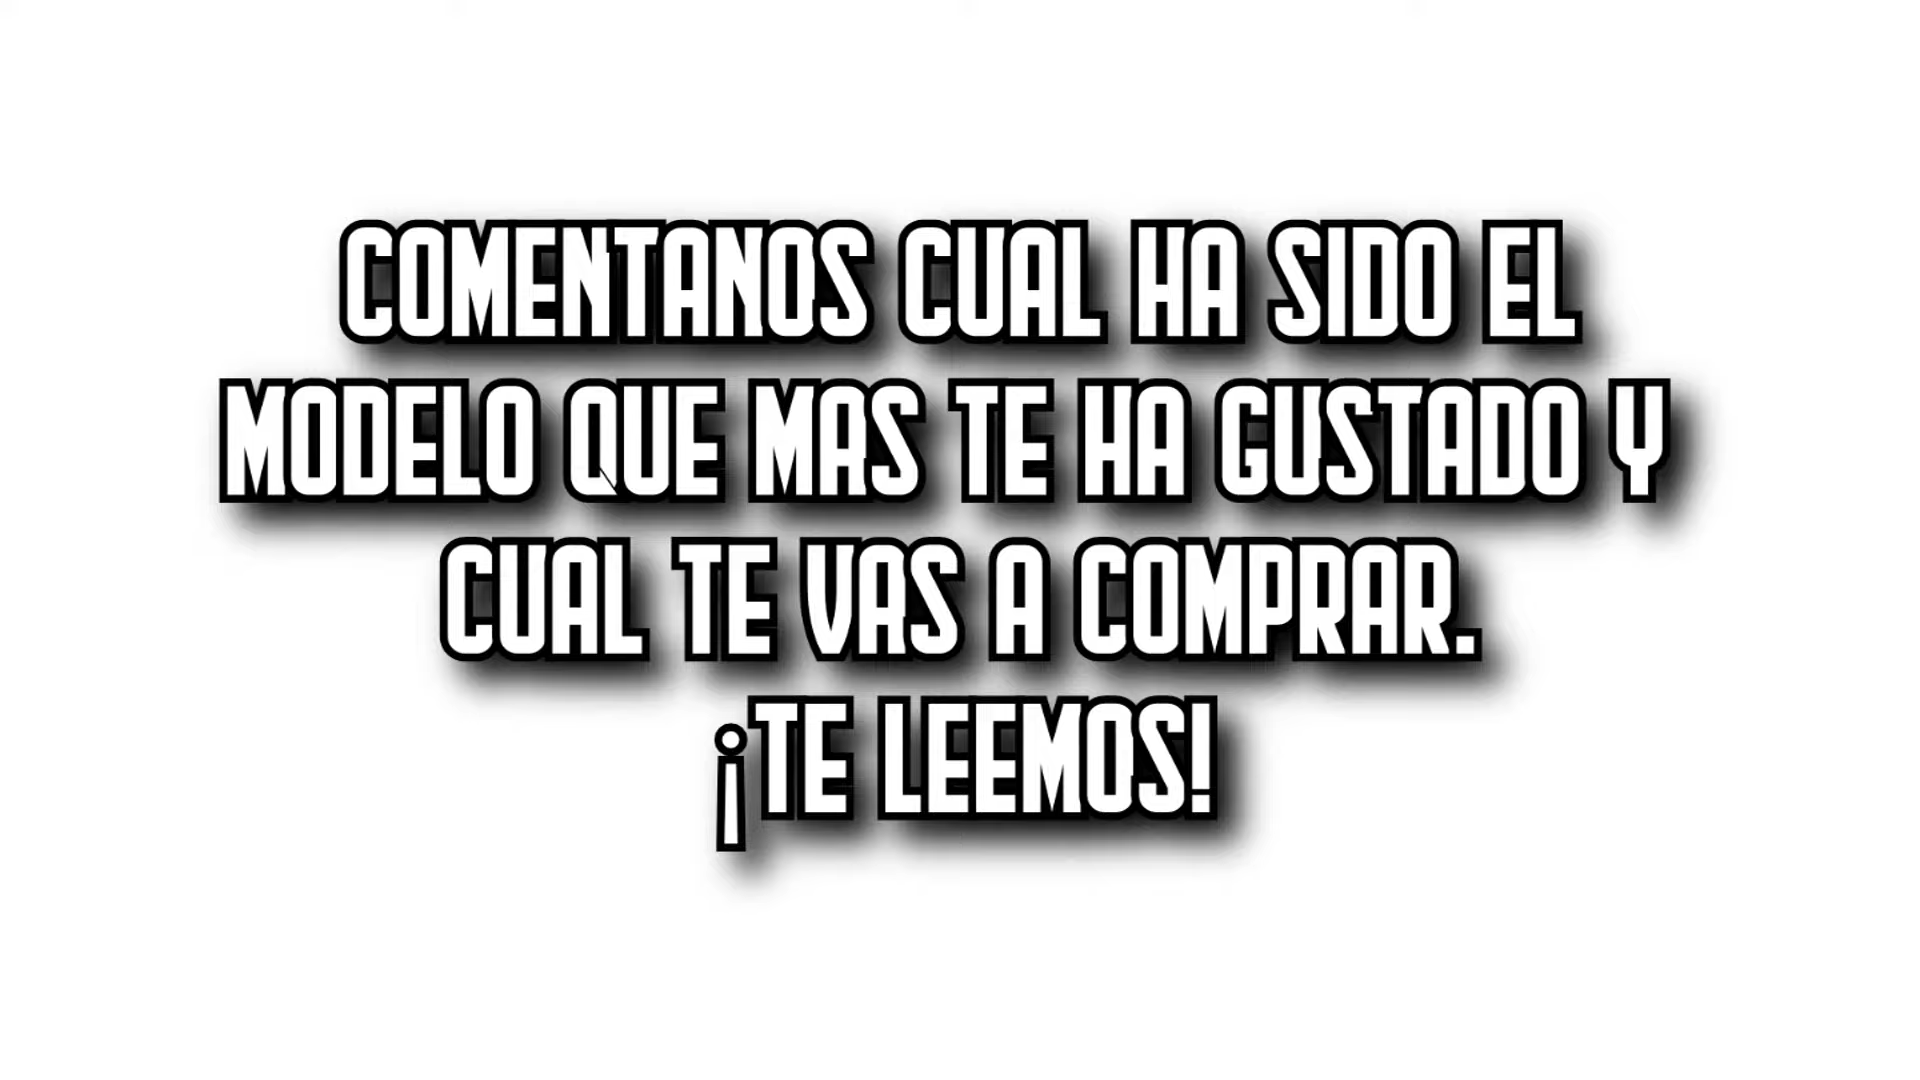 COMENTANOS CUAL HA SIDO EL
MODELO QUE MAS TE HA GUSTADO Y
CUAL TE VAS A COMPRAR.
¡TE LEEMOS!